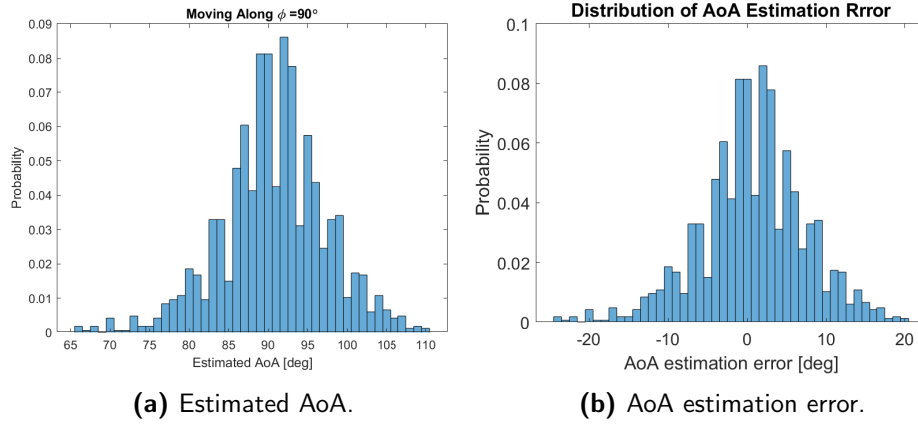 Moving Along ϕ =90°
0.09
0.08
0.07
0.06
0.05
0.04
0.03
0.02
0.01
0
Probability
65 70 75 80 85 90 95 100 105 110
Estimated AoA [deg]
(a) Estimated AoA.
Distribution of AoA Estimation Rrror
0.1
0.08
0.06
0.04
0.02
0
Probability
-20 -10 0 10 20
AoA estimation error [deg]
(b) AoA estimation error.